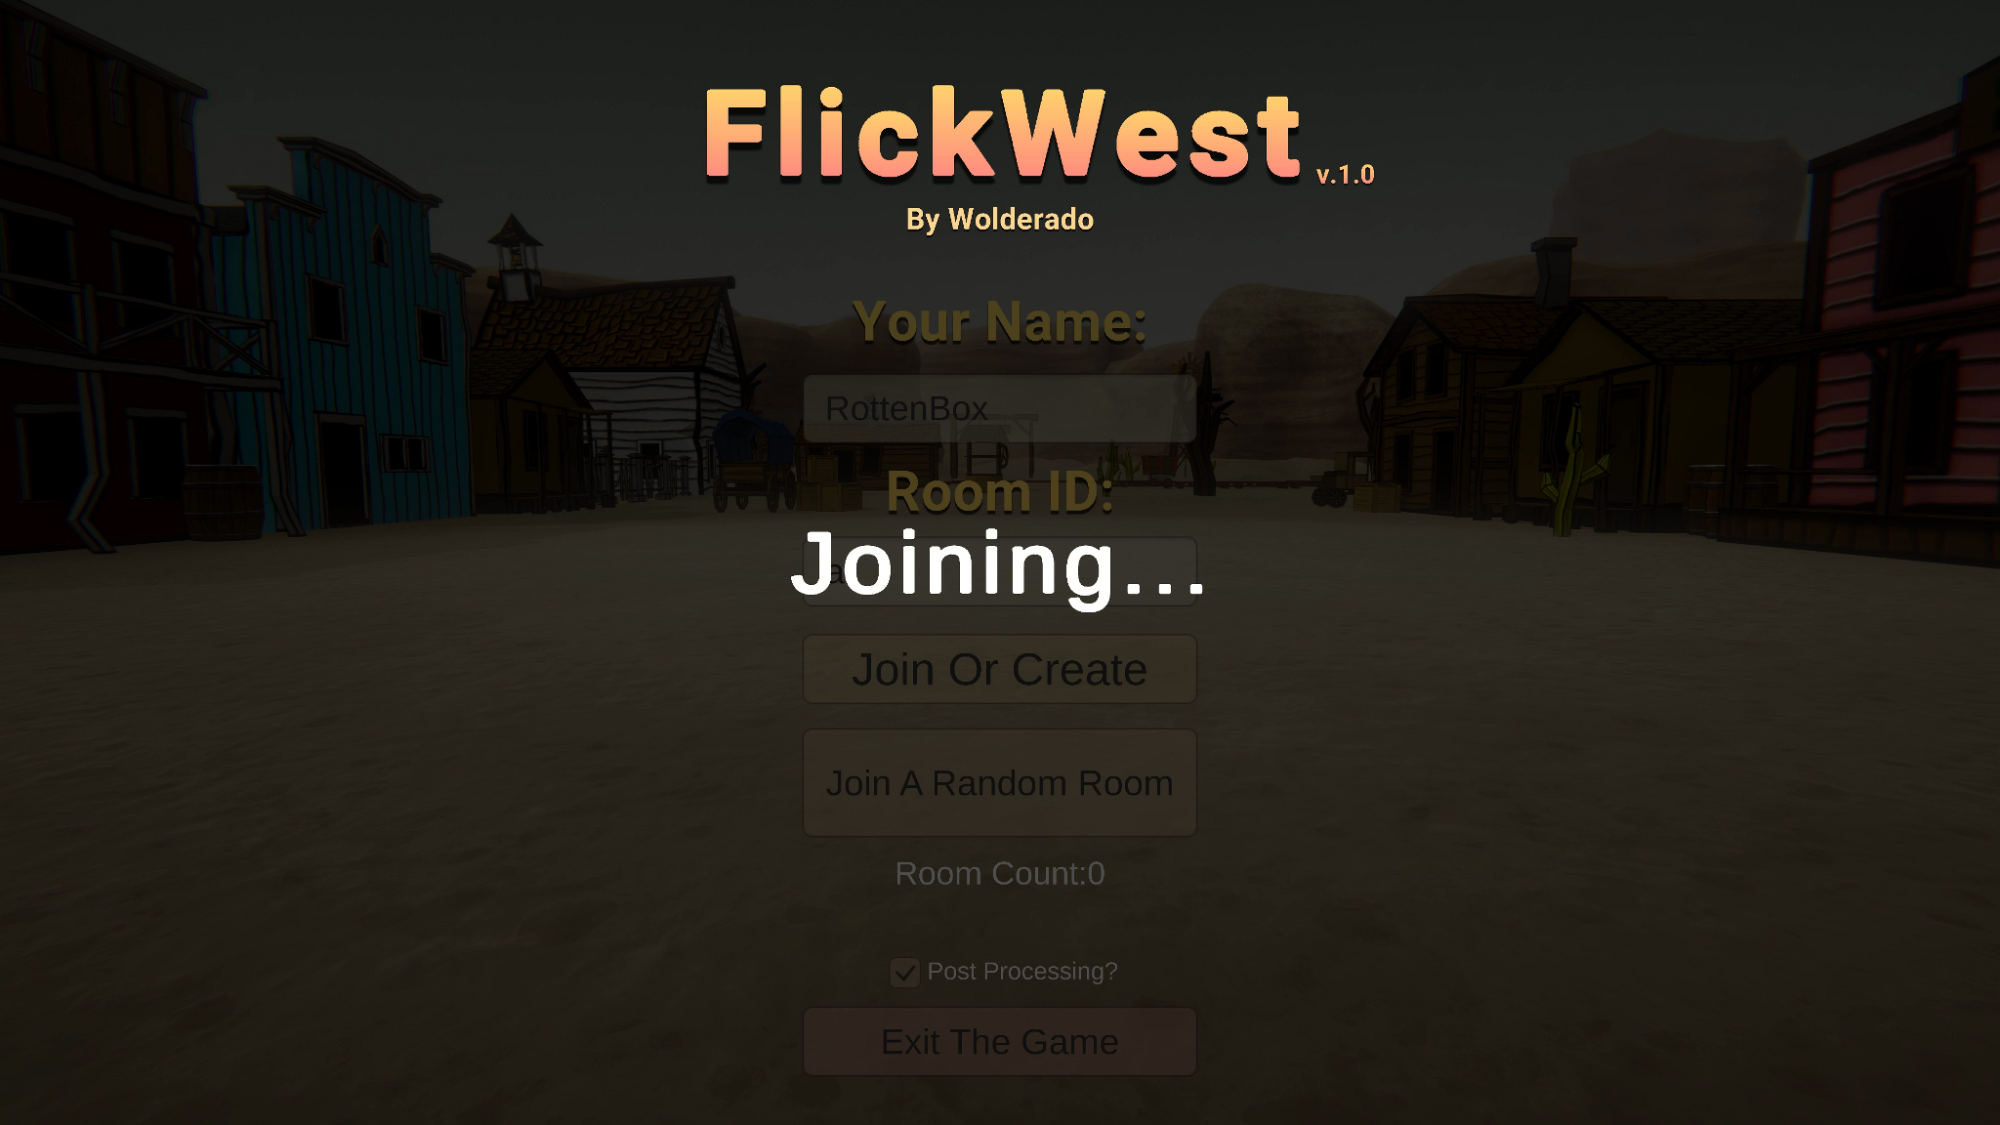 FlickWest
v.1.0
By Wolderado
Your Name:
RottenBox
Room ID:
Joining...
Join Or Create
Join A Random Room
Room Count:0
Post Processing?
Exit The Game